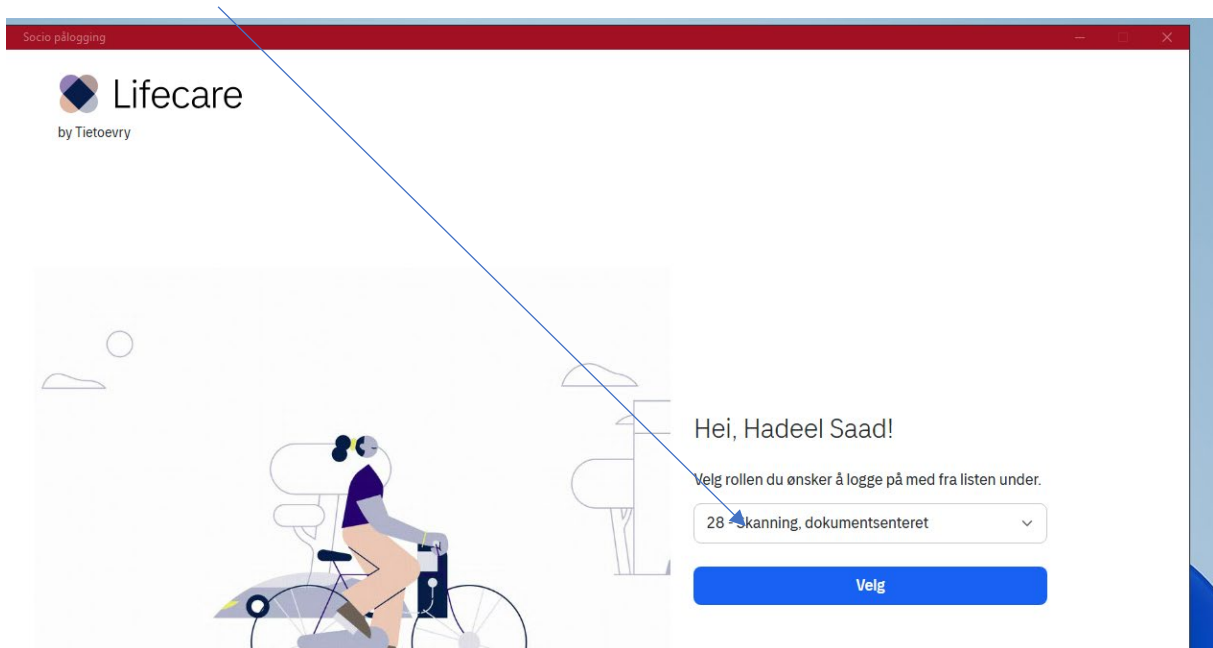 Socio pålogging
Lifecare
by Tietoevry
Hei, Hadeel Saad!
Velg rollen du ønsker å logge på med fra listen under.
28 - Skanning, dokumentsenteret
Velg